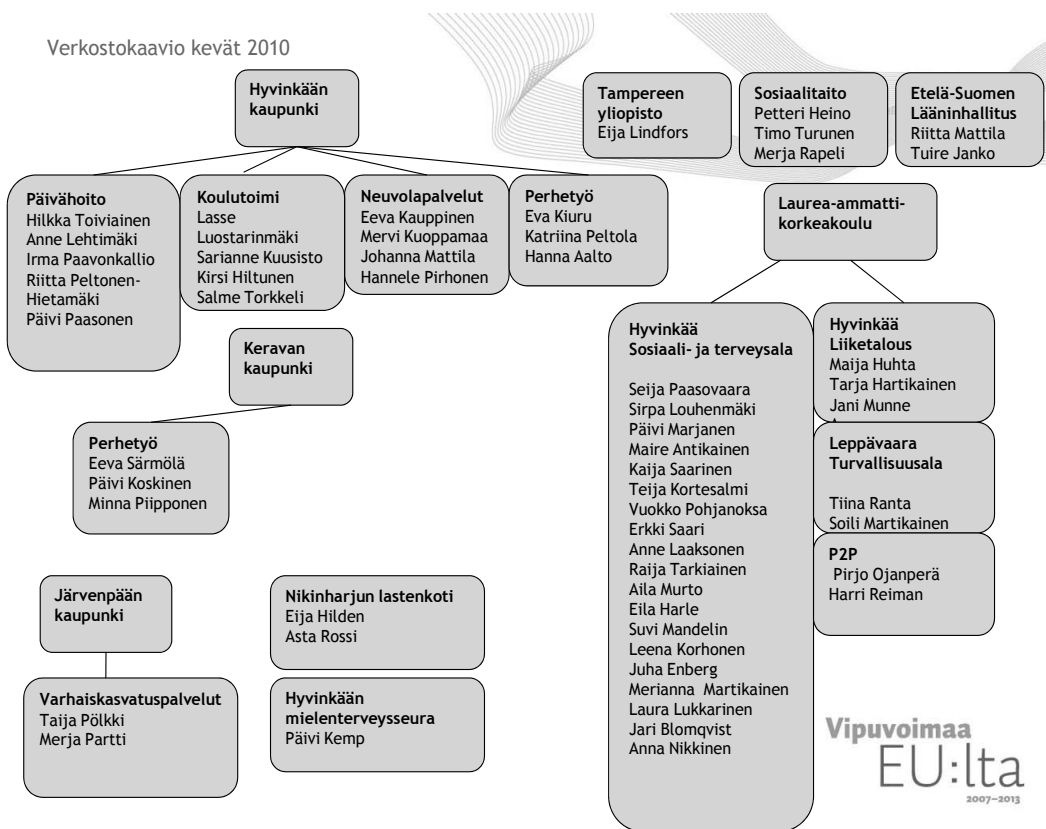 Verkostokaavio kevät 2010
Hyvinkään
kaupunki
Tampereen
yliopisto
Eija Lindfors
Sosiaalitaito
Petteri Heino
Timo Turunen
Merja Rapeli
Etelä-Suomen
Lääninhallitus
Riitta Mattila
Tuire Janko
Päivähoito
Hilkka Toiviainen
Anne Lehtimäki
Irma Paavonkallio
Riitta Peltonen-
Hietamäki
Päivi Paasonen
Koulutoimi
Lasse
Luostarinmäki
Sarianne Kuusisto
Kirsi Hiltunen
Salme Torkkeli
Neuvolapalvelut
Eeva Kauppinen
Mervi Kuoppamaa
Johanna Mattila
Hannele Pirhonen
Perhetyö
Eva Kiuru
Katriina Peltola
Hanna Aalto
Laurea-ammatti-
korkeakoulu
Keravan
kaupunki
Perhetyö
Eeva Särmölä
Päivi Koskinen
Minna Piipponen
Hyvinkää
Sosiaali- ja terveysala
Seija Paasovaara
Sirpa Louhenmäki
Päivi Marjanen
Maire Antikainen
Kaija Saarinen
Teija Kortesalmi
Vuokko Pohjanoksa
Erkki Saari
Anne Laaksonen
Raija Tarkiainen
Aila Murto
Eila Harle
Suvi Mandelin
Leena Korhonen
Juha Enberg
Merianna  Martikainen
Laura Lukkarinen
Jari Blomqvist
Anna Nikkinen
Hyvinkää
Liiketalous
Maija Huhta
Tarja Hartikainen
Jani Munne
Leppävaara
Turvallisuusala
Tiina Ranta
Soili Martikainen
P2P
Pirjo Ojanperä
Harri Reiman
Järvenpään
kaupunki
Varhaiskasvatuspalvelut
Taija Pölkki
Merja Partti
Nikinharjun lastenkoti
Eija Hilden
Asta Rossi
Hyvinkään
mielenterveysseura
Päivi Kemp
Vipuvoimaa
EU:lta
2007–2013